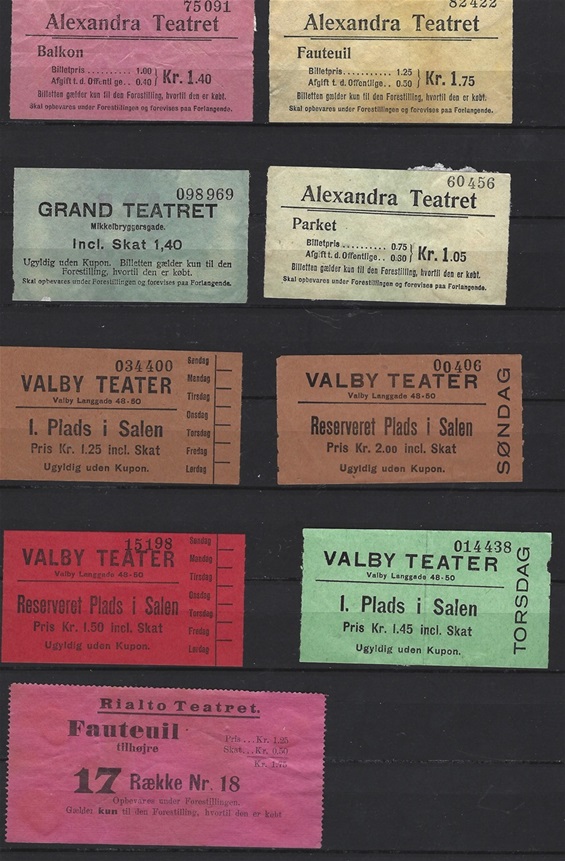 75091
Alexandra Teatret
Balkon
Billetpris .......... 1.00
Afgift t. d. Offentlige .. 0.40
Kr. 1.40
Billetten gælder kun til den Forestilling, hvortil den er købt.
Skal opbevares under Forestillingen og forevises paa Forlangende.
82422
Alexandra Teatret
Fauteuil
Billetpris .......... 1.25
Afgift t. d. Offentlige .. 0.50
Kr. 1.75
Billetten gælder kun til den Forestilling, hvortil den er købt.
Skal opbevares under Forestillingen og forevises paa Forlangende.
098969
GRAND TEATRET
Mikkelbryggersgade.
Incl. Skat 1,40
Ugyldig uden Kupon. Billetten gælder kun til den
Forestilling, hvortil den er købt.
Skal opbevares under Forestillingen og forevises paa Forlangende.
60456
Alexandra Teatret
Parket
Billetpris .......... 0.75
Afgift t. d. Offentlige .. 0.30
Kr. 1.05
Billetten gælder kun til den Forestilling, hvortil den er købt.
Skal opbevares under Forestillingen og forevises paa Forlangende.
034400
VALBY TEATER
Valby Langgade 48-50
I. Plads i Salen
Pris Kr. 1.25 incl. Skat
Ugyldig uden Kupon.
Søndag
Mandag
Tirsdag
Onsdag
Torsdag
Fredag
Lørdag
00406
VALBY TEATER
Valby Langgade 48-50
Reserveret Plads i Salen
Pris Kr. 2.00 incl. Skat
Ugyldig uden Kupon.
SØNDAG
15198
VALBY TEATER
Valby Langgade 48-50
Reserveret Plads i Salen
Pris Kr. 1.50 incl. Skat
Ugyldig uden Kupon.
Søndag
Mandag
Tirsdag
Onsdag
Torsdag
Fredag
Lørdag
014438
VALBY TEATER
Valby Langgade 48-50
I. Plads i Salen
Pris Kr. 1.45 incl. Skat
Ugyldig uden Kupon.
TORSDAG
Rialto Teatret.
Fauteuil
tilhøjre
Pris... Kr. 1.25
Skat... Kr. 0.50
Kr. 1.75
17 Række Nr. 18
Opbevares under Forestillingen.
Gælder kun til den Forestilling, hvortil den er købt